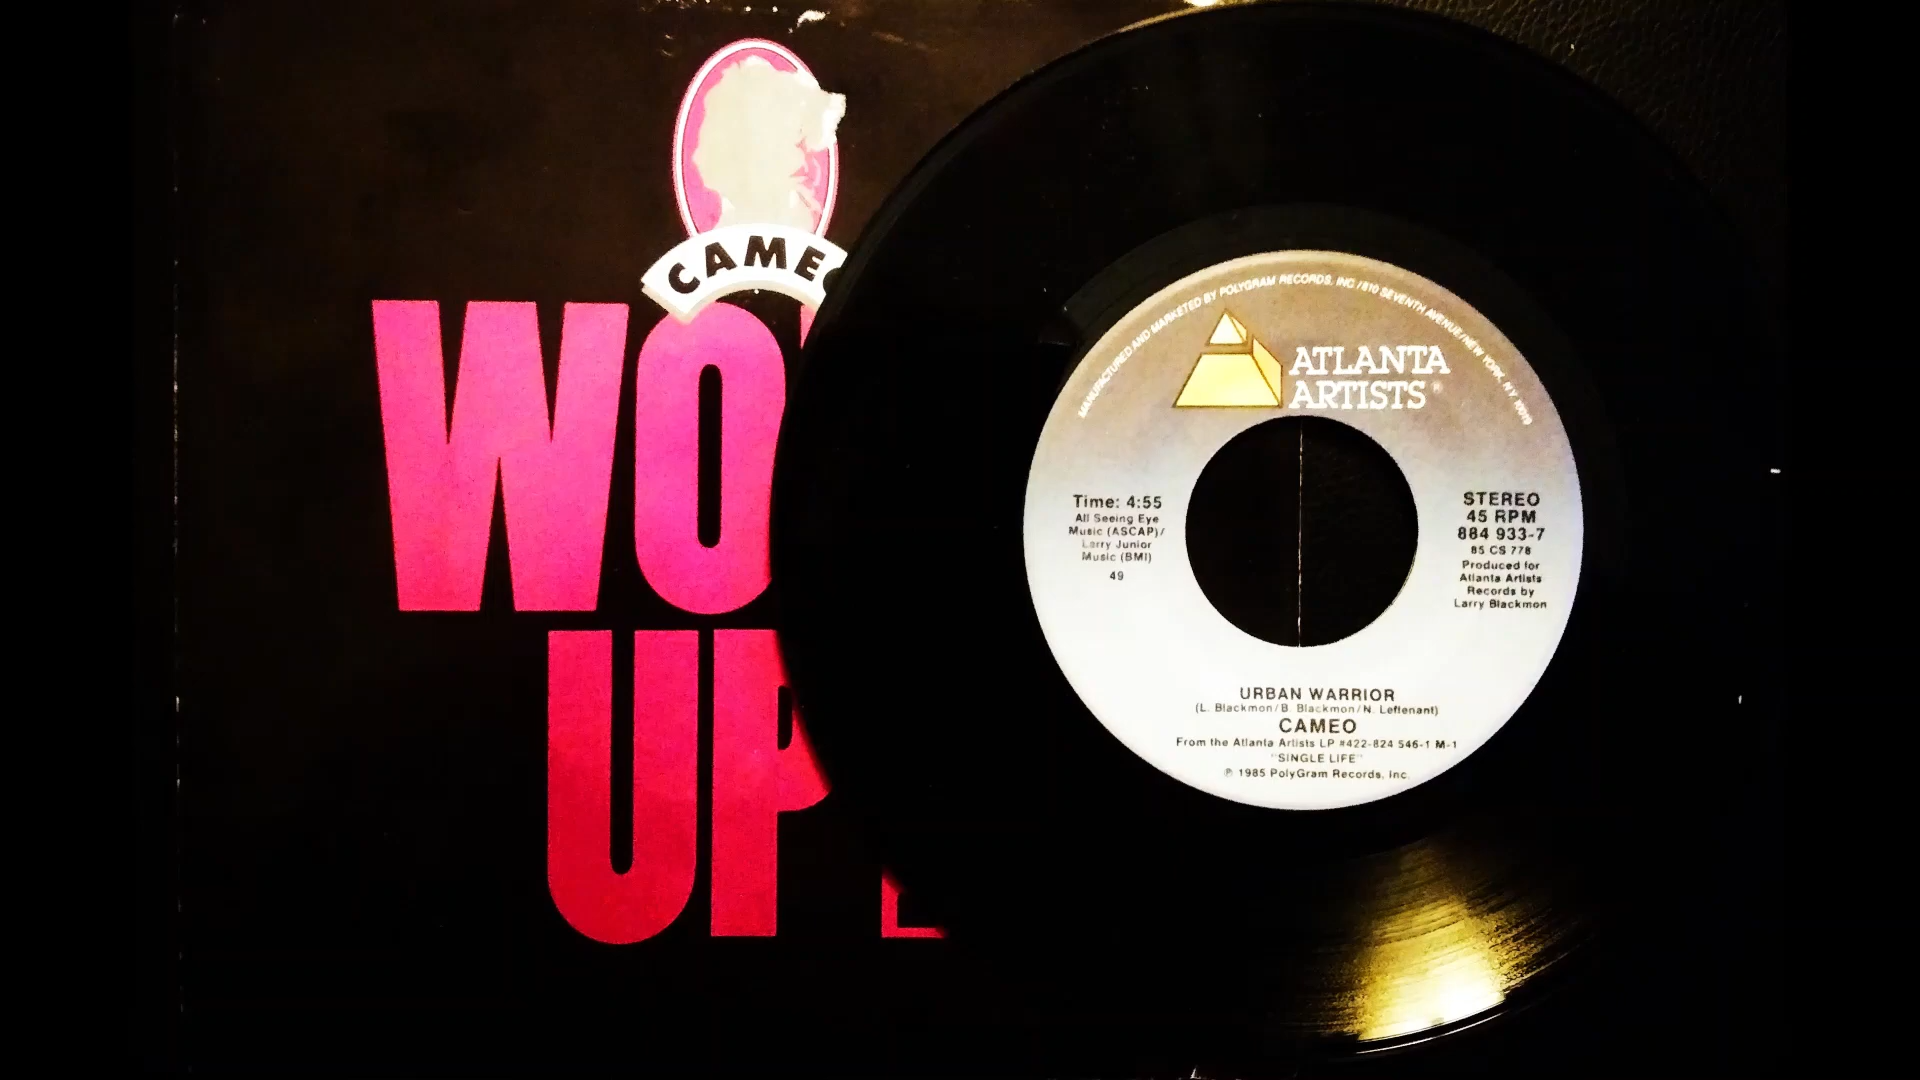 CAMEO
WO
UP
MANUFACTURED AND MARKETED BY POLYGRAM RECORDS, INC./810 SEVENTH AVENUE/NEW YORK, N.Y. 10019
ATLANTA
ARTISTS®
Time: 4:55
All Seeing Eye
Music (ASCAP)/
Larry Junior
Music (BMI)
49
STEREO
45 RPM
884 933-7
85 CS 778
Produced for
Atlanta Artists
Records by
Larry Blackmon
URBAN WARRIOR
(L. Blackmon/B. Blackmon/N. Leftenant)
CAMEO
From the Atlanta Artists LP #422-824 546-1 M-1
"SINGLE LIFE"
℗ 1985 PolyGram Records, Inc.